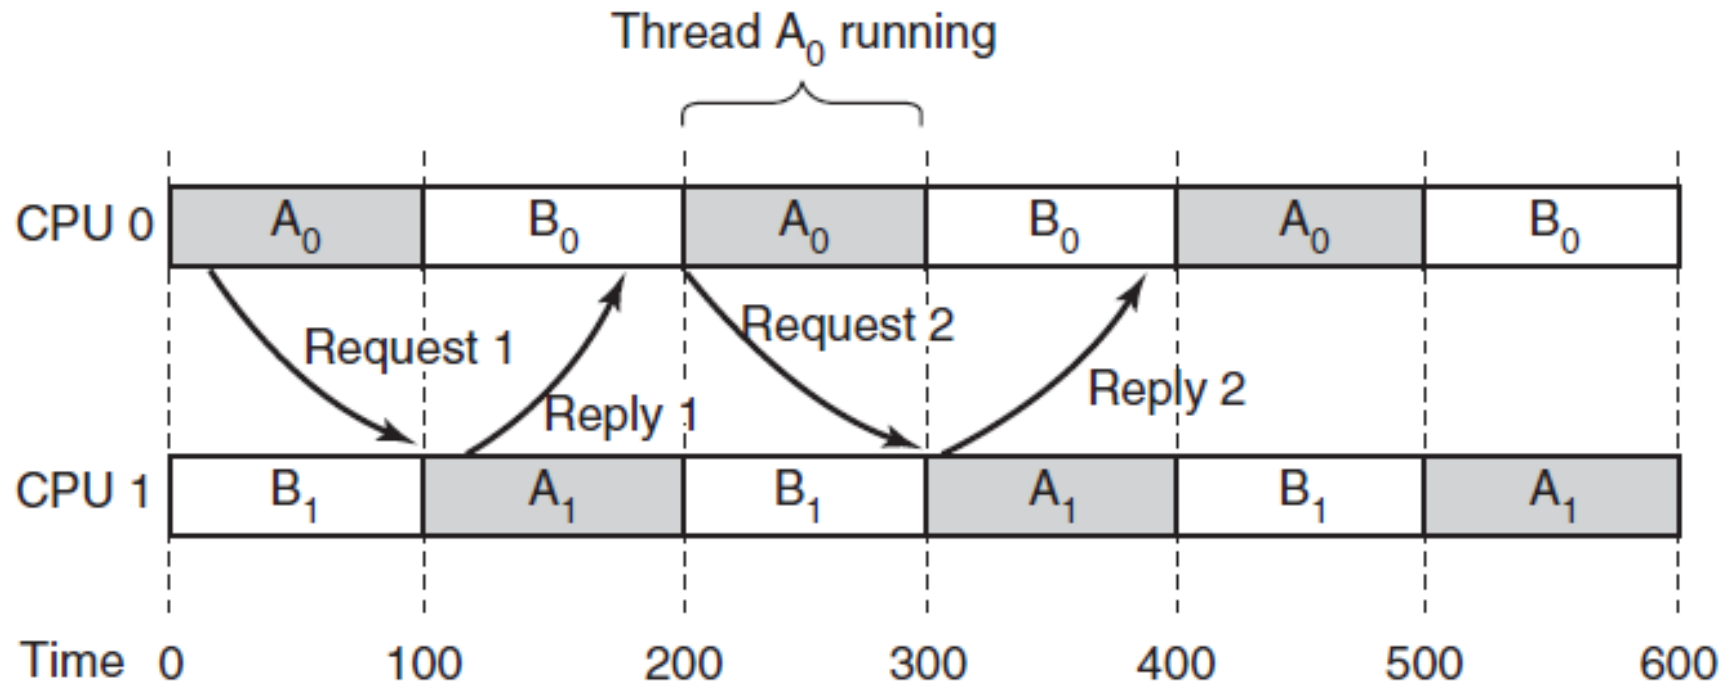 Thread A₀ running
CPU 0 A₀ B₀ A₀ B₀ A₀ B₀
Request 1 Request 2
Reply 1 Reply 2
CPU 1 B₁ A₁ B₁ A₁ B₁ A₁
Time 0 100 200 300 400 500 600